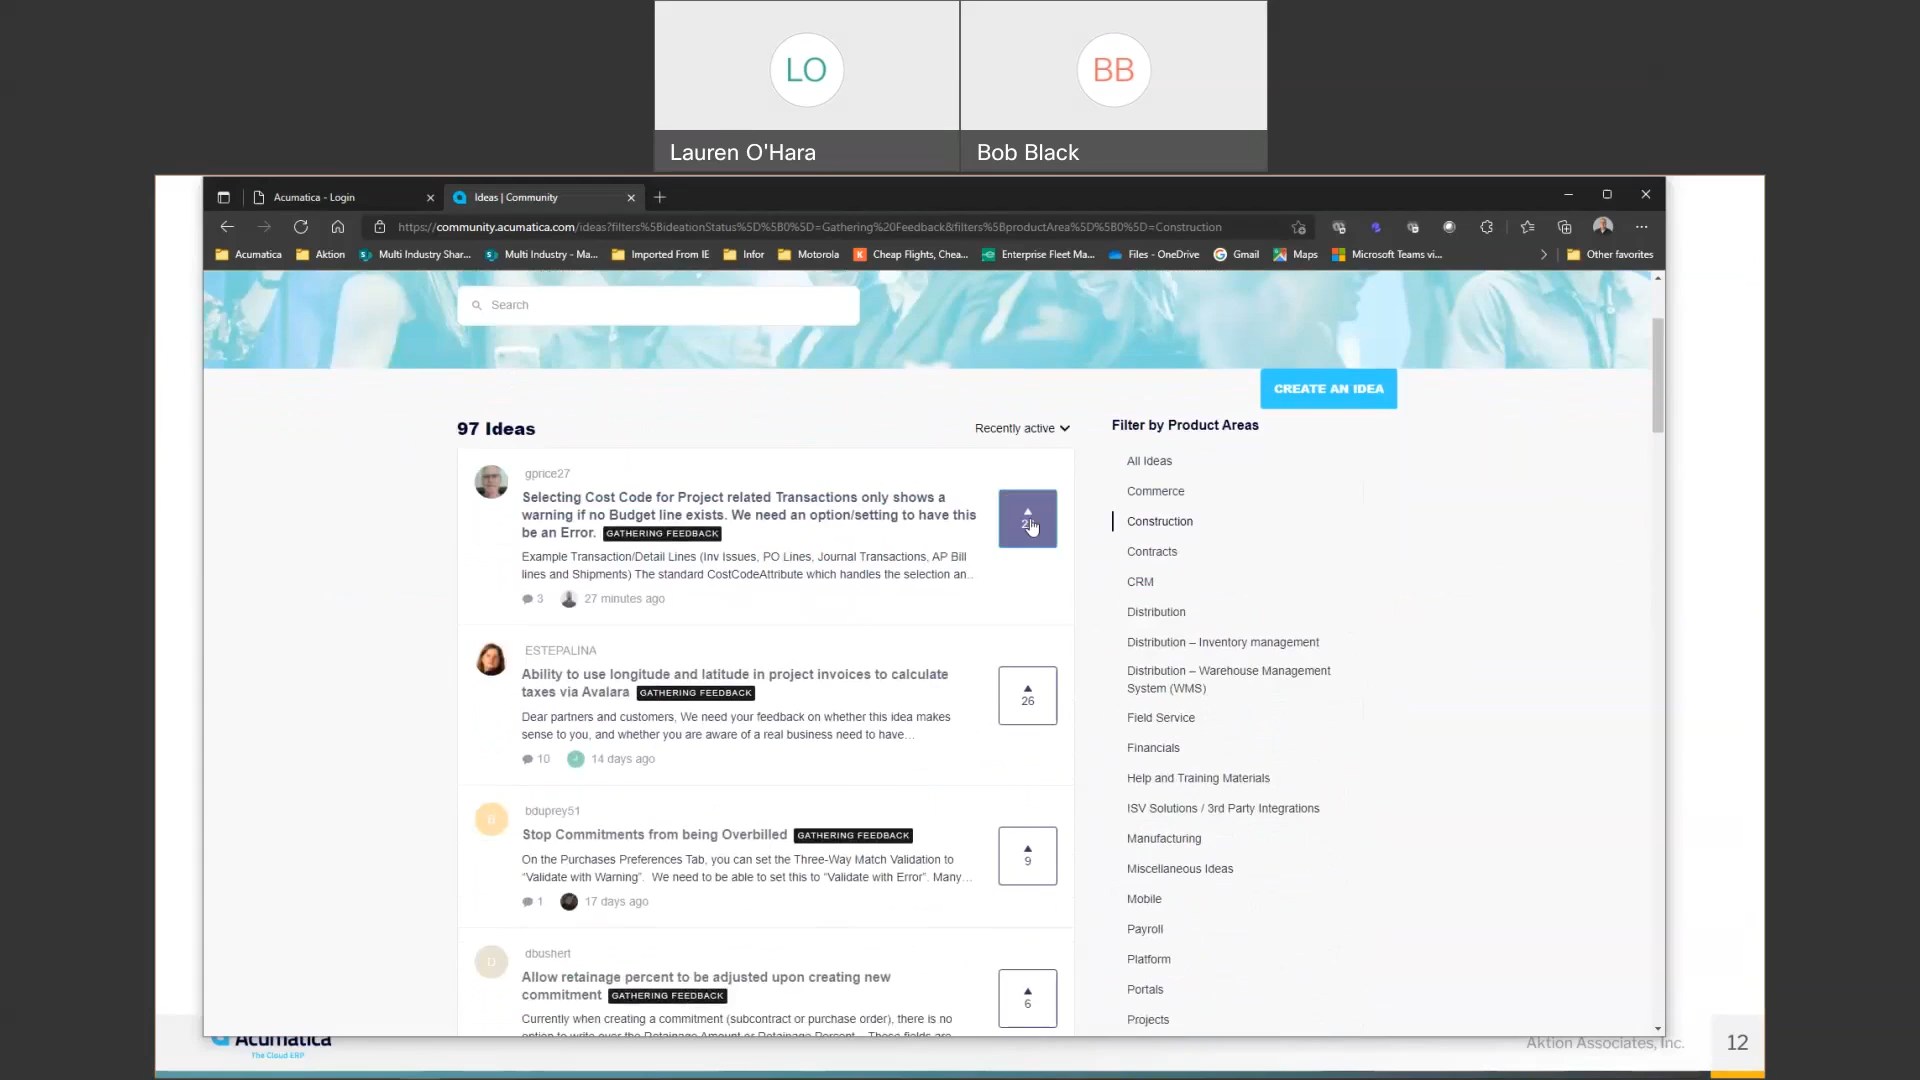 LO
BB
Lauren O'Hara
Bob Black
Acumatica - Login
Ideas | Community
https://community.acumatica.com/ideas?filters%5BideationStatus%5D%5B0%5D=Gathering%20Feedback&filters%5BproductArea%5D%5B0%5D=Construction
Acumatica
Aktion
Multi Industry Shar...
Multi Industry - Ma...
Imported From IE
Infor
Motorola
Cheap Flights, Chea...
Enterprise Fleet Ma...
Files - OneDrive
Gmail
Maps
Microsoft Teams vi...
Other favorites
Search
CREATE AN IDEA
97 Ideas
Recently active
gprice27
Selecting Cost Code for Project related Transactions only shows a
warning if no Budget line exists. We need an option/setting to have this
be an Error. GATHERING FEEDBACK
Example Transaction/Detail Lines (Inv Issues, PO Lines, Journal Transactions, AP Bill
lines and Shipments) The standard CostCodeAttribute which handles the selection an..
3 27 minutes ago
ESTEPALINA
Ability to use longitude and latitude in project invoices to calculate
taxes via Avalara GATHERING FEEDBACK
Dear partners and customers, We need your feedback on whether this idea makes
sense to you, and whether you are aware of a real business need to have...
10 14 days ago
26
bduprey51
Stop Commitments from being Overbilled GATHERING FEEDBACK
On the Purchases Preferences Tab, you can set the Three-Way Match Validation to
"Validate with Warning". We need to be able to set this to "Validate with Error". Many...
1 17 days ago
9
dbushert
Allow retainage percent to be adjusted upon creating new
commitment GATHERING FEEDBACK
Currently when creating a commitment (subcontract or purchase order), there is no
6
Filter by Product Areas
All Ideas
Commerce
Construction
Contracts
CRM
Distribution
Distribution – Inventory management
Distribution – Warehouse Management
System (WMS)
Field Service
Financials
Help and Training Materials
ISV Solutions / 3rd Party Integrations
Manufacturing
Miscellaneous Ideas
Mobile
Payroll
Platform
Portals
Projects
Acumatica
The Cloud ERP
Aktion Associates, Inc.
12